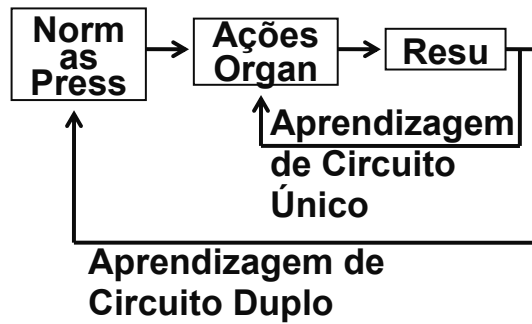 Norm
as
Press
Ações
Organ
Resu
Aprendizagem
de Circuito
Único
Aprendizagem de
Circuito Duplo